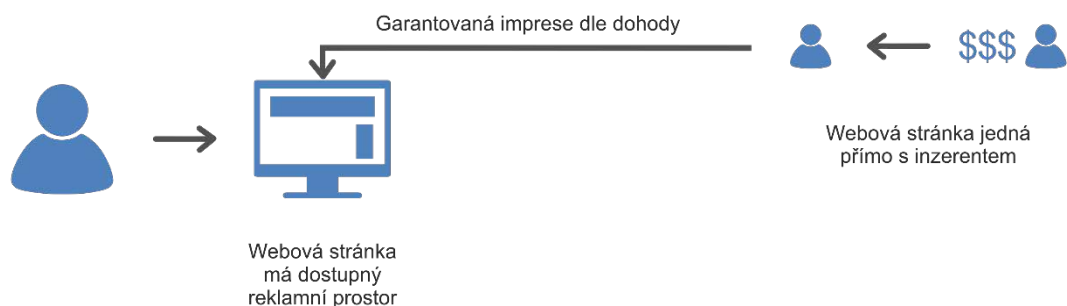 Garantovaná imprese dle dohody
$$$
Webová stránka jedná
přímo s inzerentem
Webová stránka
má dostupný
reklamní prostor